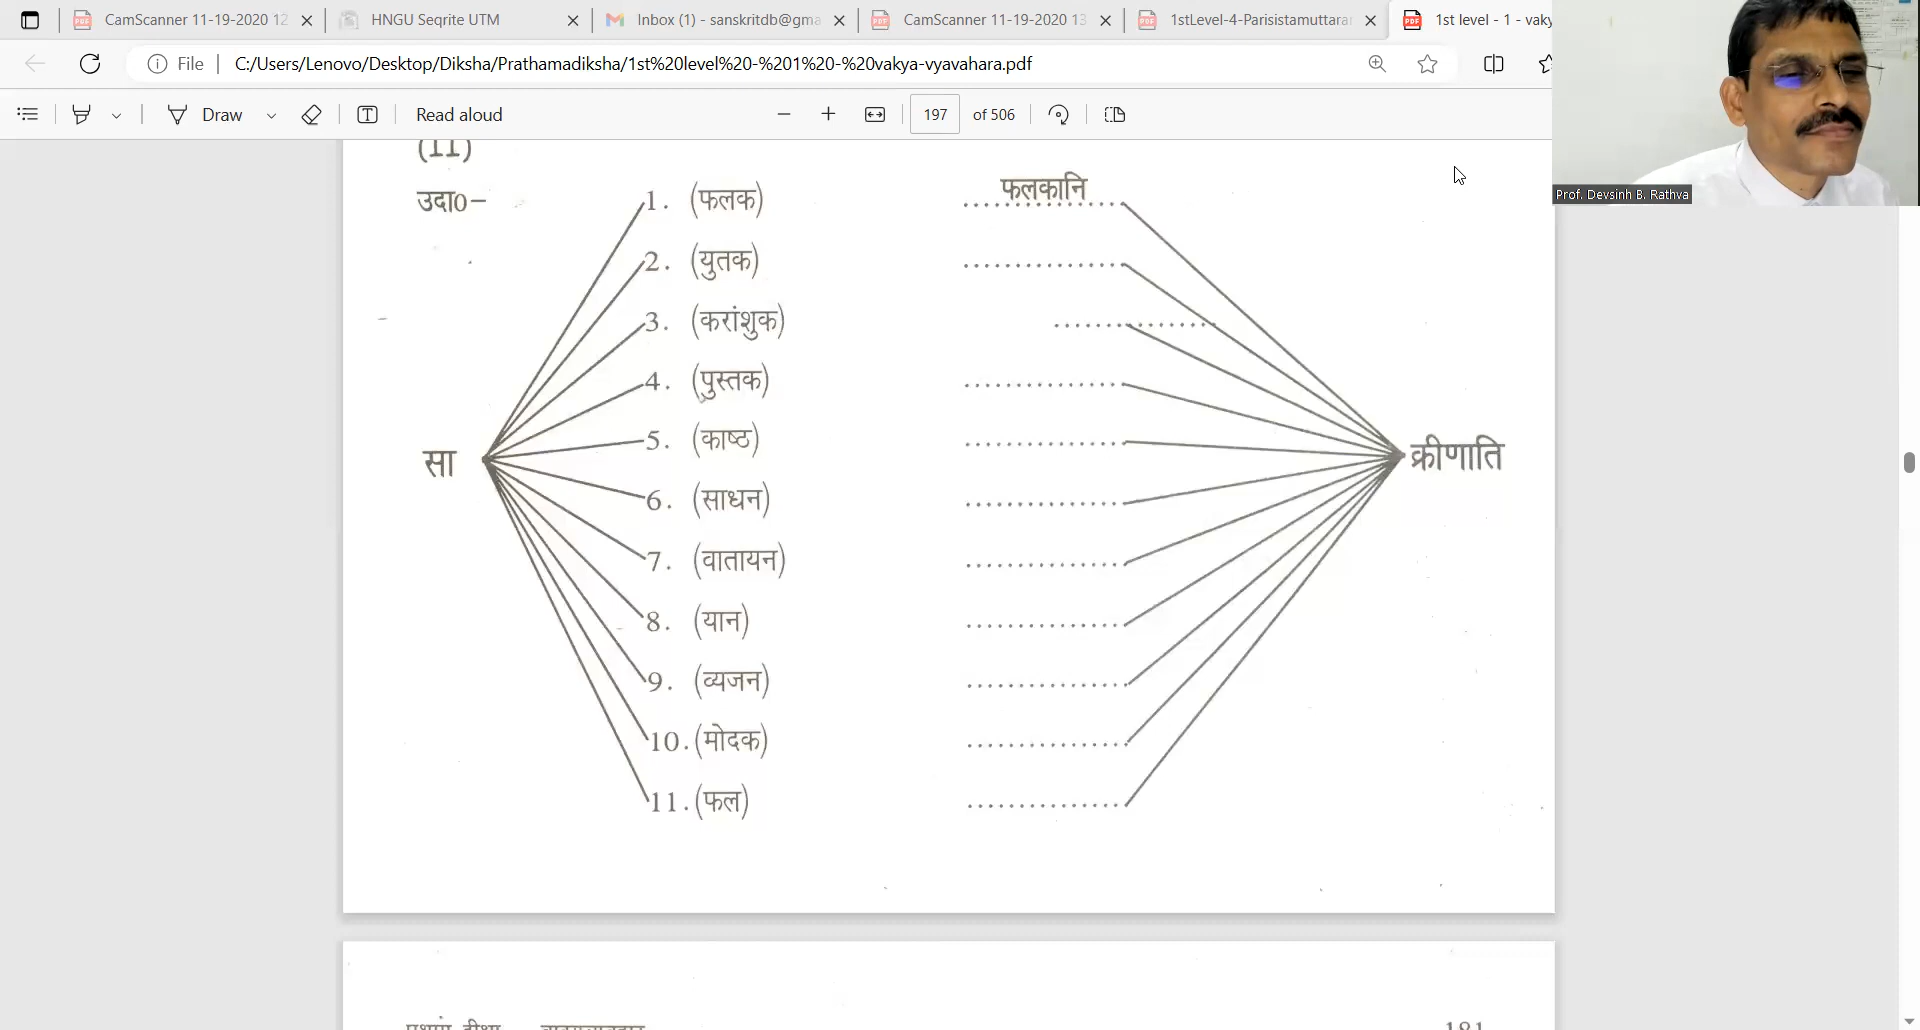 CamScanner 11-19-2020 12
HNGU Seqrite UTM
Inbox (1) - sanskritdb@gma
CamScanner 11-19-2020 13
1stLevel-4-Parisistamuttarar
1st level - 1 - vaky
File
C:/Users/Lenovo/Desktop/Diksha/Prathamadiksha/1st%20level%20-%201%20-%20vakya-vyavahara.pdf
Draw
Read aloud
197 of 506
Prof. Devsinh B. Rathva
(11)
उदा0-
1. (फलक) फलकानि
2. (युतक) ..............
3. (करांशुक) ..............
4. (पुस्तक) ..............
5. (काष्ठ) ..............
सा क्रीणाति
6. (साधन) ..............
7. (वातायन) ..............
8. (यान) ..............
9. (व्यजन) ..............
10. (मोदक) ..............
11. (फल) ..............